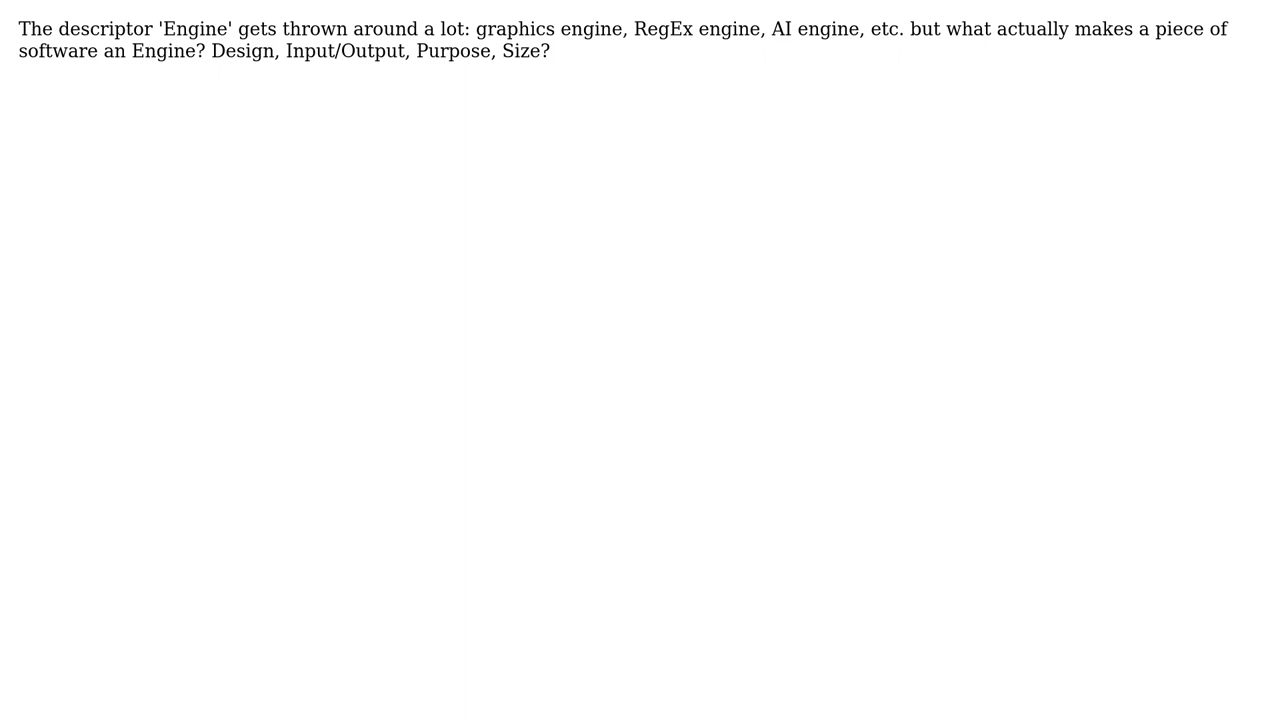 The descriptor 'Engine' gets thrown around a lot: graphics engine, RegEx engine, AI engine, etc. but what actually makes a piece of
software an Engine? Design, Input/Output, Purpose, Size?